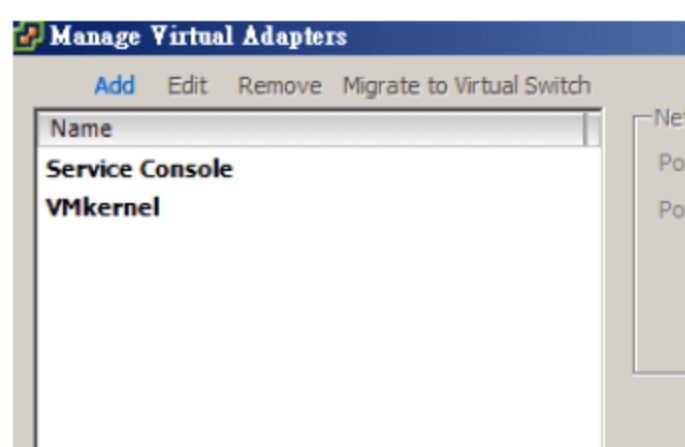 Manage Virtual Adapters
Add Edit Remove Migrate to Virtual Switch
Name
Service Console
VMkernel